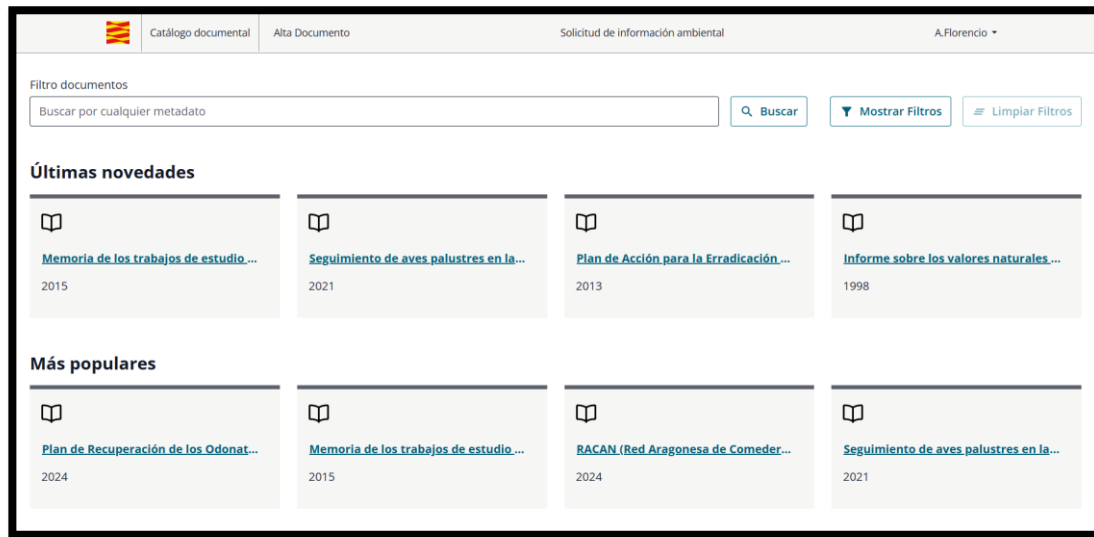 Catálogo documental Alta Documento Solicitud de información ambiental A.Florencio
Filtro documentos
Buscar por cualquier metadato Buscar Mostrar Filtros Limpiar Filtros
Últimas novedades
Memoria de los trabajos de estudio ... Seguimiento de aves palustres en la... Plan de Acción para la Erradicación ... Informe sobre los valores naturales ...
2015 2021 2013 1998
Más populares
Plan de Recuperación de los Odonat... Memoria de los trabajos de estudio ... RACAN (Red Aragonesa de Comeder... Seguimiento de aves palustres en la...
2024 2015 2024 2021